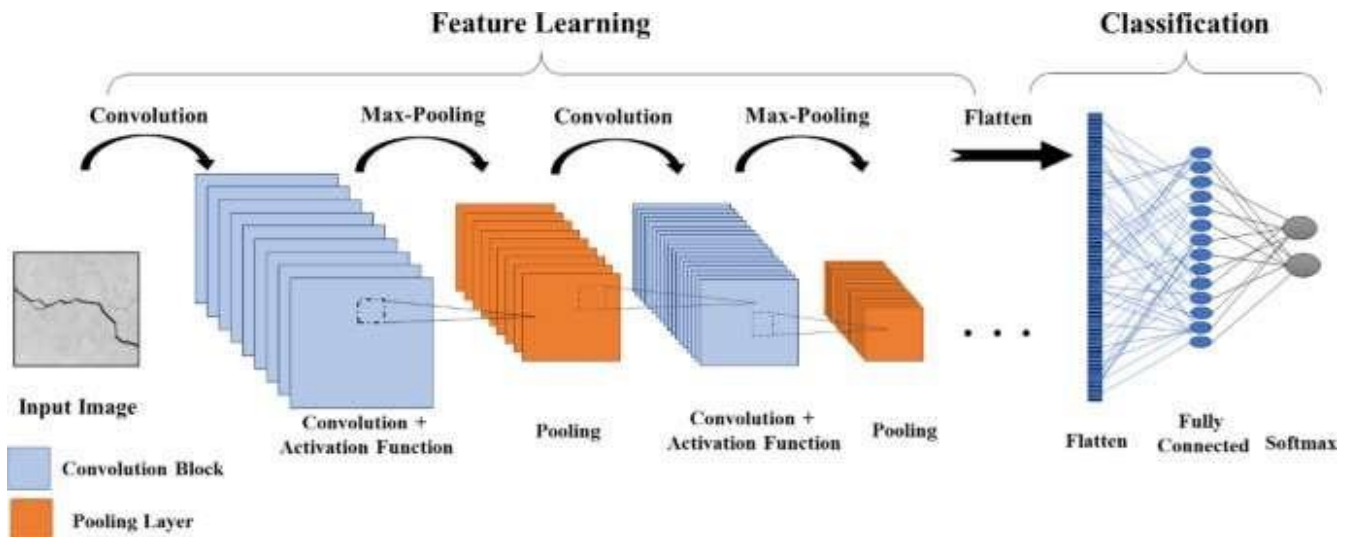 Feature Learning
Classification
Convolution
Max-Pooling
Convolution
Max-Pooling
Flatten
Input Image
Convolution +
Activation Function
Pooling
Convolution +
Activation Function
Pooling
. . .
Flatten
Fully
Connected
Softmax
Convolution Block
Pooling Layer